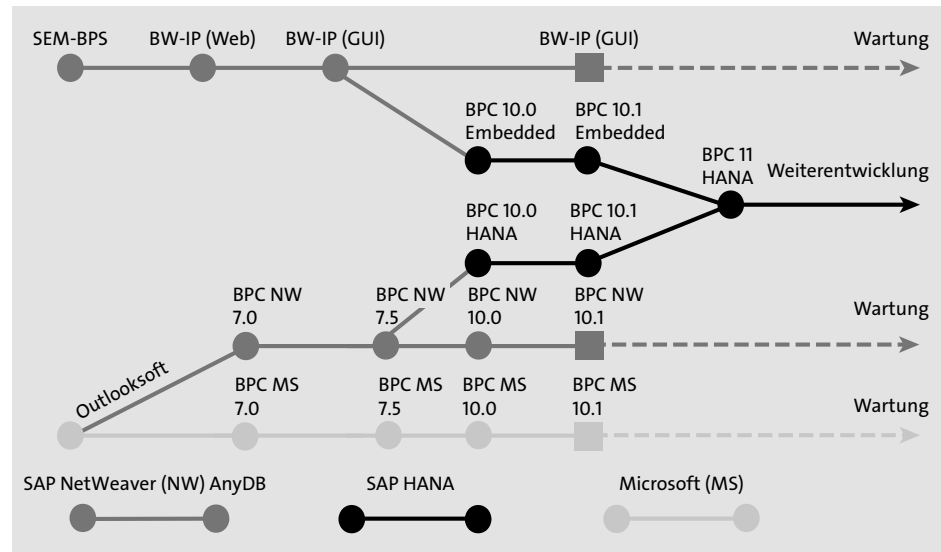 SEM-BPS BW-IP (Web) BW-IP (GUI) BW-IP (GUI) Wartung
BPC 10.0 BPC 10.1
Embedded Embedded
BPC 11
HANA
Weiterentwicklung
BPC 10.0 BPC 10.1
HANA HANA
BPC NW BPC NW BPC NW BPC NW
7.0 7.5 10.0 10.1
Wartung
Outlooksoft
BPC MS BPC MS BPC MS BPC MS
7.0 7.5 10.0 10.1
Wartung
SAP NetWeaver (NW) AnyDB SAP HANA Microsoft (MS)